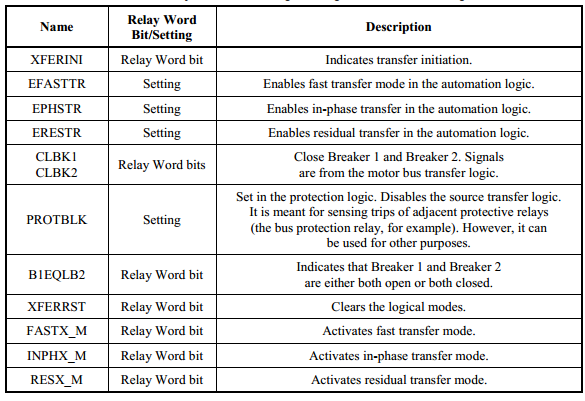 Name
Relay Word
Bit/Setting
Description
XFERINI
Relay Word bit
Indicates transfer initiation.
EFASTTR
Setting
Enables fast transfer mode in the automation logic.
EPHSTR
Setting
Enables in-phase transfer in the automation logic.
ERESTR
Setting
Enables residual transfer in the automation logic.
CLBK1
CLBK2
Relay Word bits
Close Breaker 1 and Breaker 2. Signals
are from the motor bus transfer logic.
PROTBLK
Setting
Set in the protection logic. Disables the source transfer logic.
It is meant for sensing trips of adjacent protective relays
(the bus protection relay, for example). However, it can
be used for other purposes.
B1EQLB2
Relay Word bit
Indicates that Breaker 1 and Breaker 2
are either both open or both closed.
XFERRST
Relay Word bit
Clears the logical modes.
FASTX_M
Relay Word bit
Activates fast transfer mode.
INPHX_M
Relay Word bit
Activates in-phase transfer mode.
RESX_M
Relay Word bit
Activates residual transfer mode.